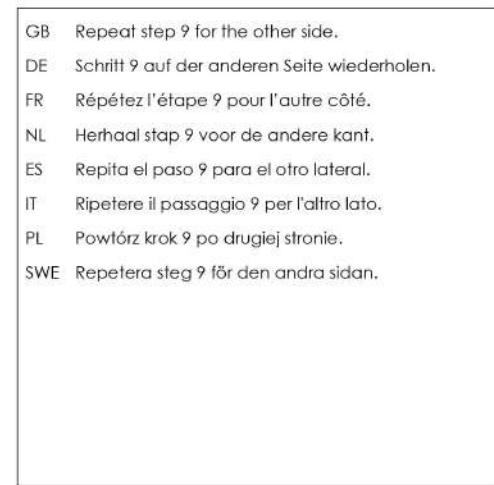 GB Repeat step 9 for the other side.
DE Schritt 9 auf der anderen Seite wiederholen.
FR Répétez l'étape 9 pour l'autre côté.
NL Herhaal stap 9 voor de andere kant.
ES Repita el paso 9 para el otro lateral.
IT Ripetere il passaggio 9 per l'altro lato.
PL Powtórz krok 9 po drugiej stronie.
SWE Repetera steg 9 för den andra sidan.